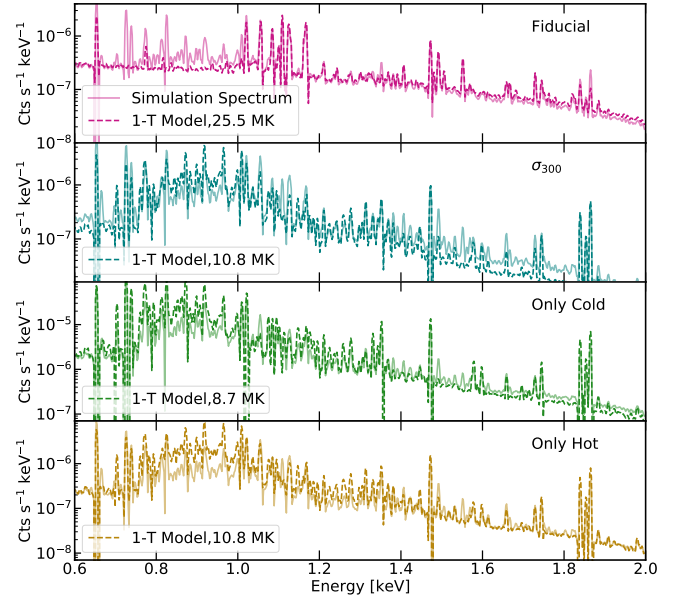 Fiducial
10⁻⁶
10⁻⁷
10⁻⁸
Cts s⁻¹ keV⁻¹
Simulation Spectrum
1-T Model,25.5 MK
σ₃₀₀
10⁻⁶
10⁻⁷
Cts s⁻¹ keV⁻¹
1-T Model,10.8 MK
Only Cold
10⁻⁵
10⁻⁶
10⁻⁷
Cts s⁻¹ keV⁻¹
1-T Model,8.7 MK
Only Hot
10⁻⁶
10⁻⁷
10⁻⁸
Cts s⁻¹ keV⁻¹
1-T Model,10.8 MK
0.6 0.8 1.0 1.2 1.4 1.6 1.8 2.0
Energy [keV]